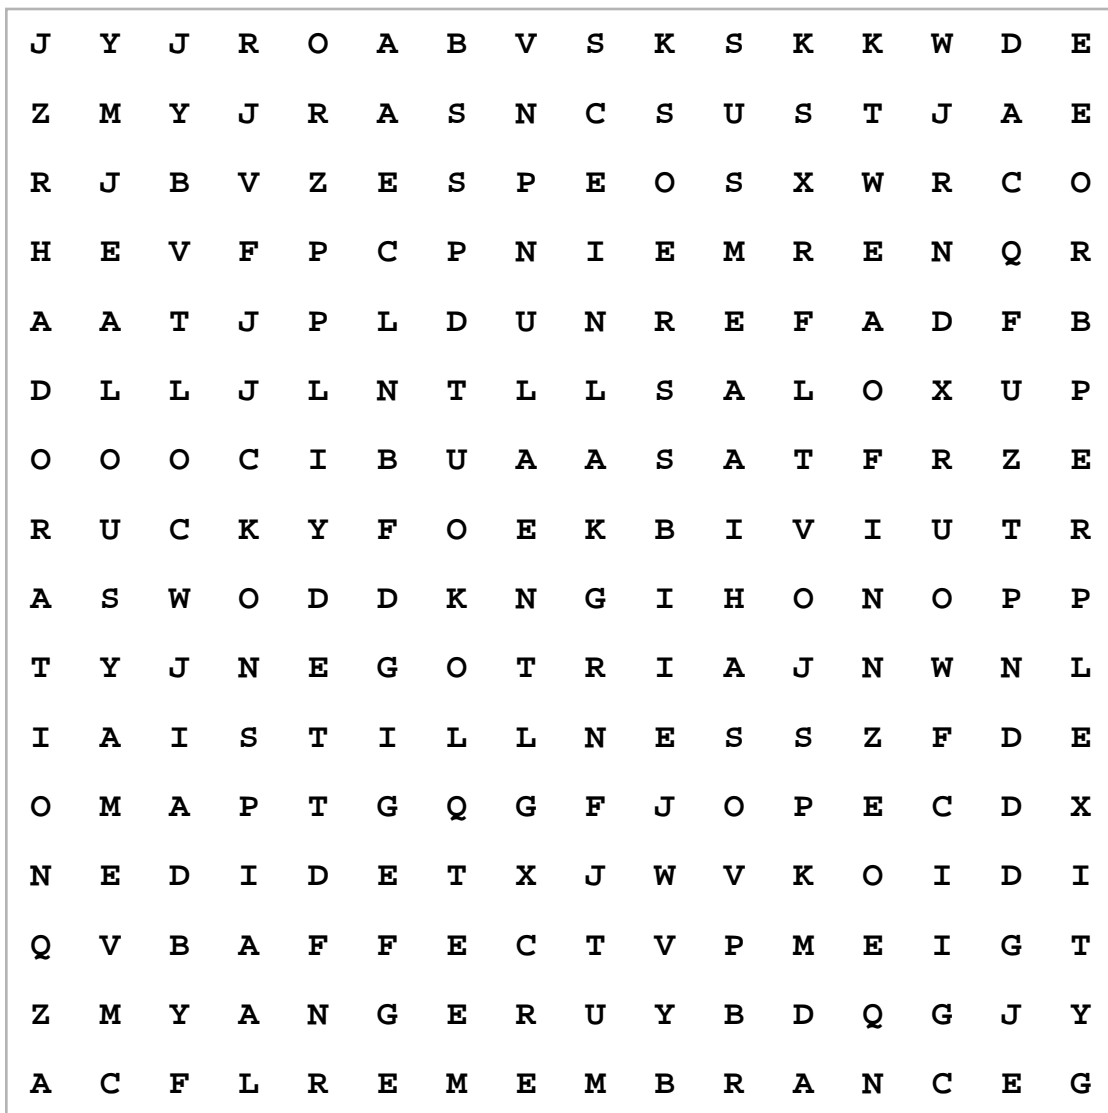 J Y J R O A B V S K S K K W D E
Z M Y J R A S N C S U S T J A E
R J B V Z E S P E O S X W R C O
H E V F P C P N I E M R E N Q R
A A T J P L D U N R E F A D F B
D L L J L N T L L S A L O X U P
O O O C I B U A A S A T F R Z E
R U C K Y F O E K B I V I U T R
A S W O D D K N G I H O N O P P
T Y J N E G O T R I A J N W N L
I A I S T I L L N E S S Z F D E
O M A P T G Q G F J O P E C D X
N E D I D E T X J W V K O I D I
Q V B A F F E C T V P M E I G T
Z M Y A N G E R U Y B D Q G J Y
A C F L R E M E M B R A N C E G